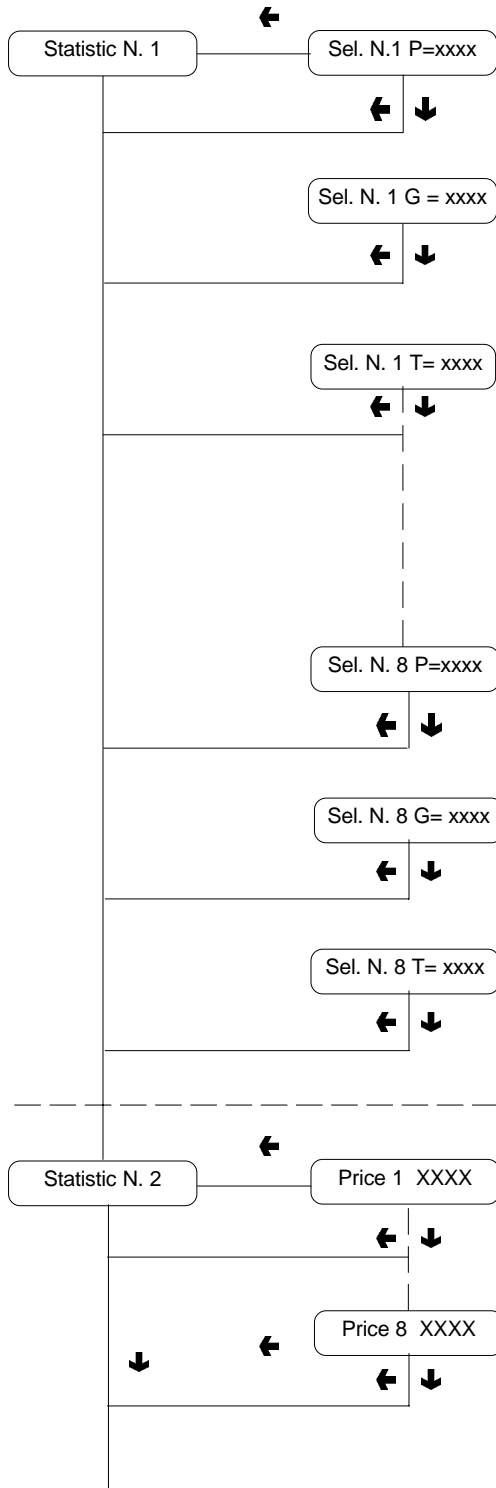 Statistic N. 1
Sel. N.1 P=xxxx
Sel. N. 1 G = xxxx
Sel. N. 1 T= xxxx
Sel. N. 8 P=xxxx
Sel. N. 8 G= xxxx
Sel. N. 8 T= xxxx
Statistic N. 2
Price 1 XXXX
Price 8 XXXX